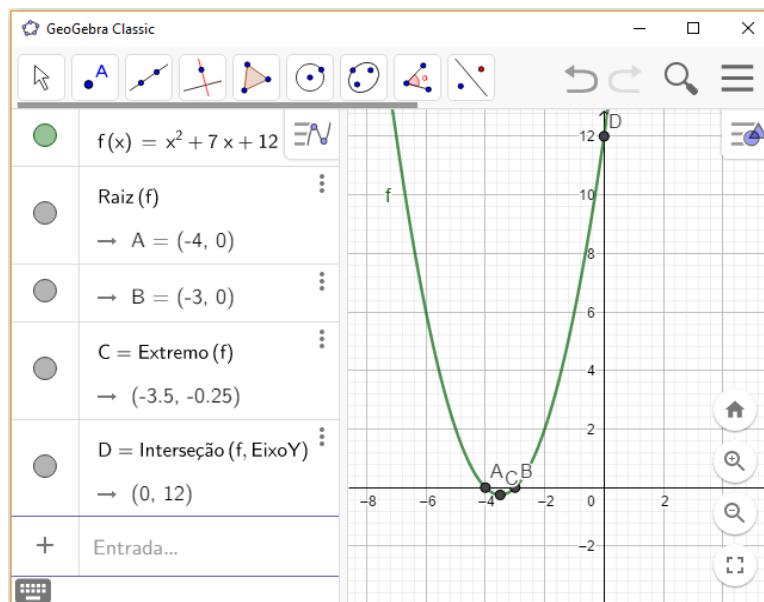 GeoGebra Classic
A
α
f(x) = x² + 7 x + 12
Raiz (f)
→ A = (-4, 0)
→ B = (-3, 0)
C = Extremo (f)
→ (-3.5, -0.25)
D = Interseção (f, EixoY)
→ (0, 12)
+ Entrada...
f
D
A C B
12
10
8
6
4
2
−2
−8 −6 −4 −2 0 2